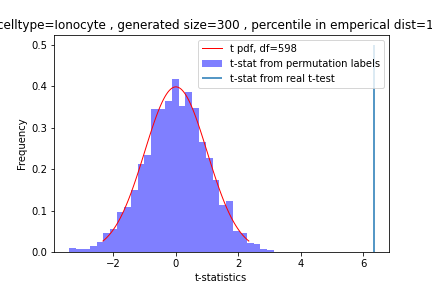 celltype=Ionocyte , generated size=300 , percentile in emperical dist=1
t pdf, df=598
t-stat from permutation labels
t-stat from real t-test
Frequency
0.5
0.4
0.3
0.2
0.1
0.0
−2 0 2 4 6
t-statistics